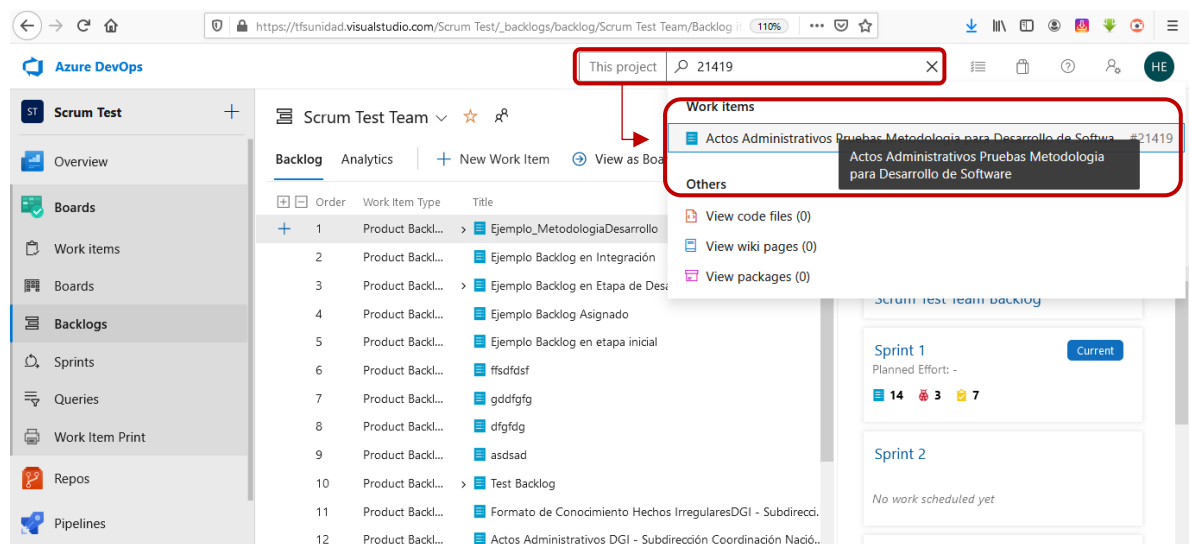 https://tfsunidad.visualstudio.com/Scrum Test/_backlogs/backlog/Scrum Test Team/Backlog it 110%
Azure DevOps
This project 21419
HE
ST Scrum Test
Overview
Boards
Work items
Boards
Backlogs
Sprints
Queries
Work Item Print
Repos
Pipelines
Scrum Test Team
Backlog Analytics New Work Item View as Boa
Order Work Item Type Title
1 Product Backl... Ejemplo_MetodologiaDesarrollo
2 Product Backl... Ejemplo Backlog en Integración
3 Product Backl... Ejemplo Backlog en Etapa de Desa
4 Product Backl... Ejemplo Backlog Asignado
5 Product Backl... Ejemplo Backlog en etapa inicial
6 Product Backl... ffsdfdsf
7 Product Backl... gddfgfg
8 Product Backl... dfgfdg
9 Product Backl... asdsad
10 Product Backl... Test Backlog
11 Product Backl... Formato de Conocimiento Hechos IrregularesDGI - Subdirecci.
12 Product Backl... Actos Administrativos DGI - Subdirección Coordinación Nació..
Work items
Actos Administrativos Pruebas Metodologia para Desarrollo de Softwa... #21419
Actos Administrativos Pruebas Metodologia
para Desarrollo de Software
Others
View code files (0)
View wiki pages (0)
View packages (0)
Scrum Test Team Backlog
Sprint 1 Current
Planned Effort: -
14 3 7
Sprint 2
No work scheduled yet